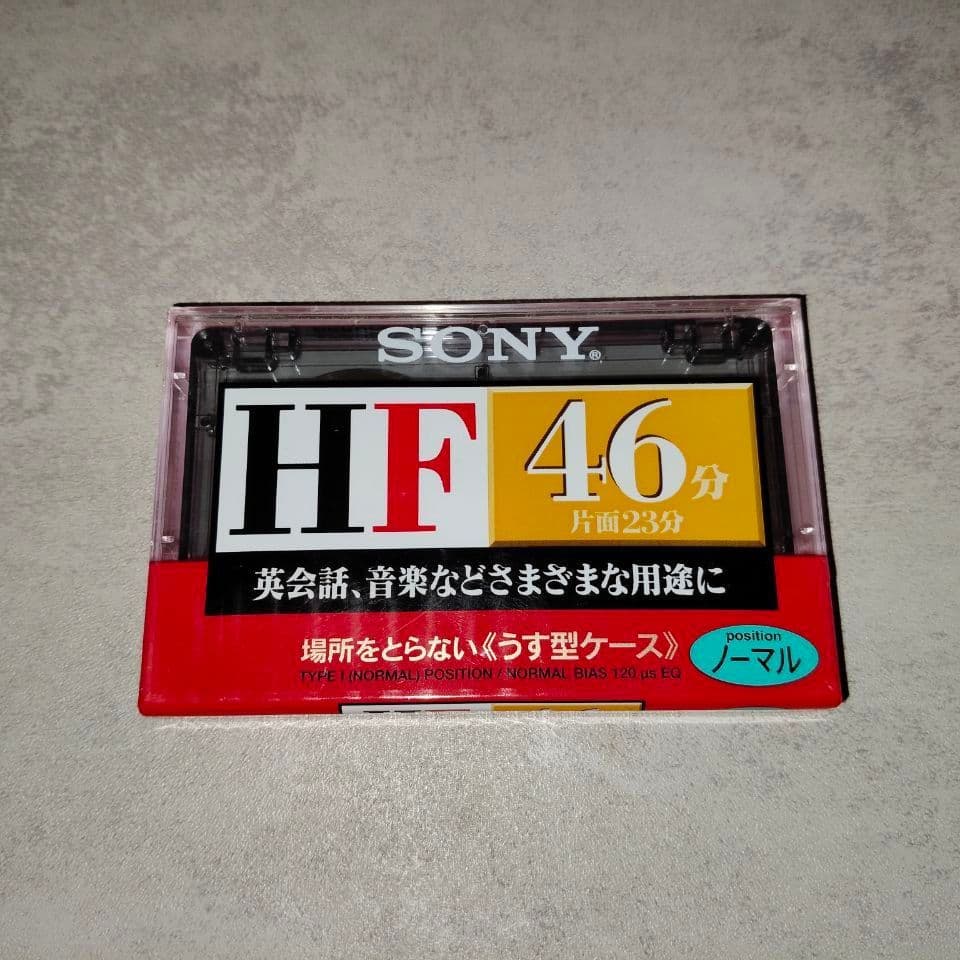 SONY®
HF 46分
片面23分
英会話、音楽などさまざまな用途に
場所をとらない《うす型ケース》
position
ノーマル
TYPE I (NORMAL) POSITION / NORMAL BIAS 120 µs EQ